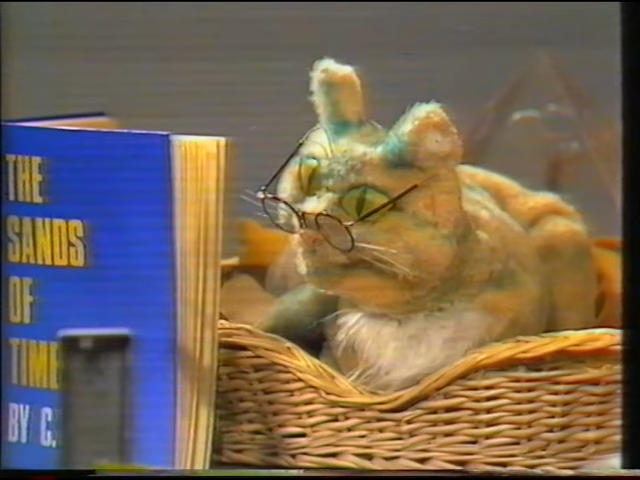 THE
SANDS
OF
TIME
BY C.